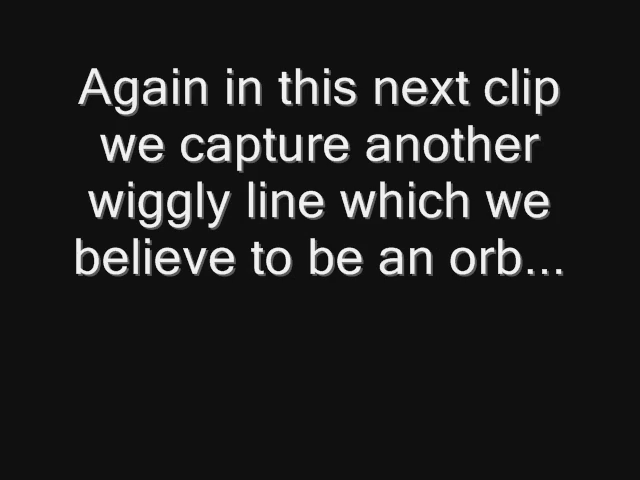 Again in this next clip
we capture another
wiggly line which we
believe to be an orb...